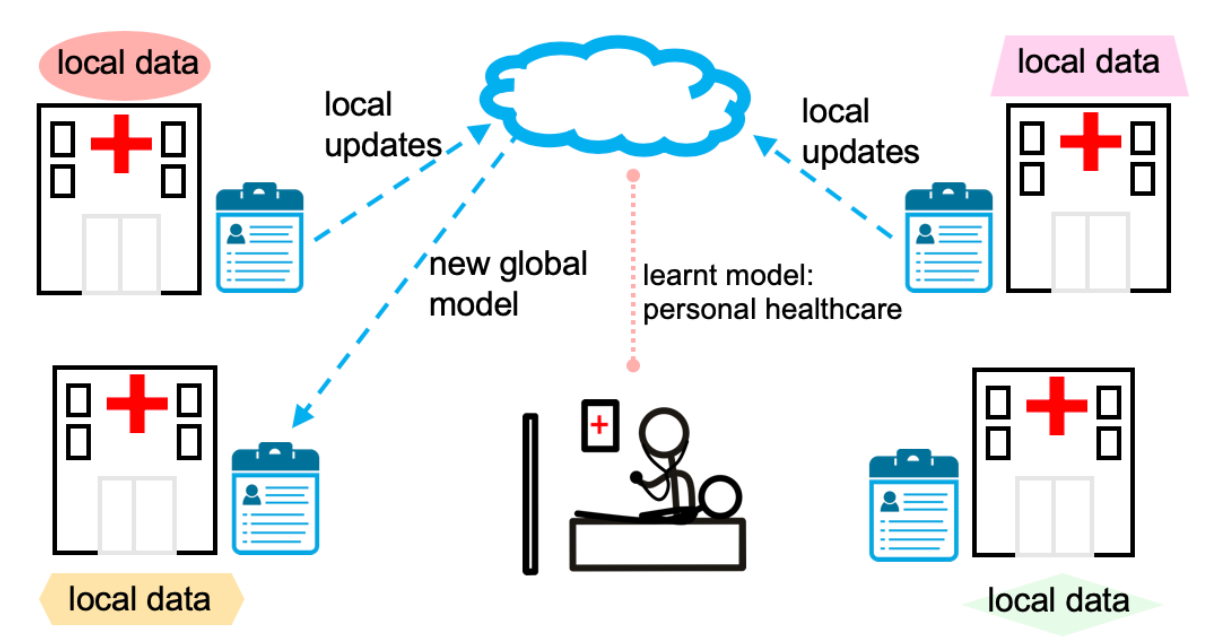 local data
local data
local
updates
local
updates
new global
model
learnt model:
personal healthcare
local data
local data